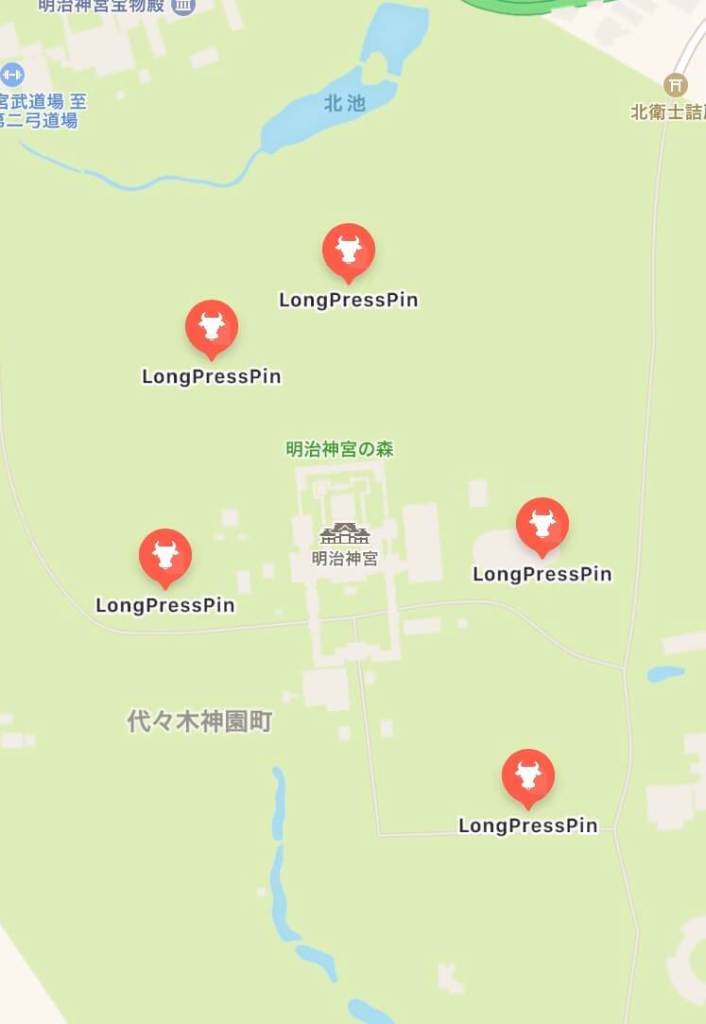 明治神宮宝物殿
北池
宮武道場 至
第二弓道場
北衛士詰所
LongPressPin
LongPressPin
明治神宮の森
明治神宮
LongPressPin
LongPressPin
代々木神園町
LongPressPin